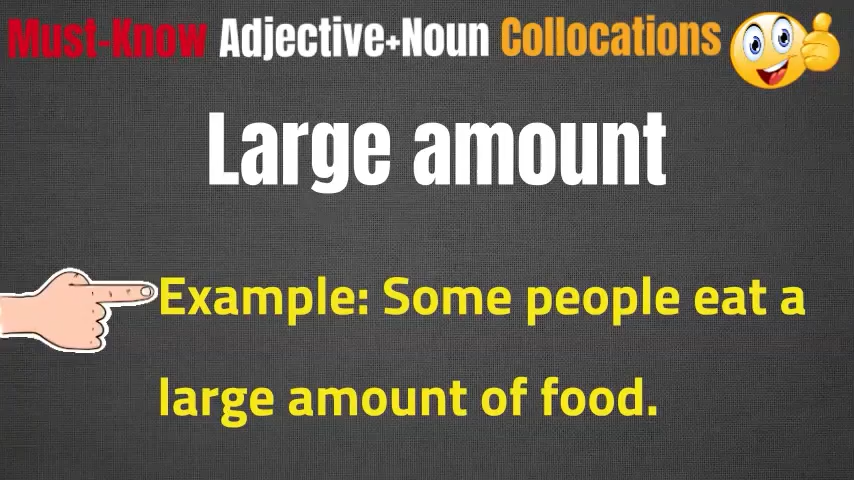 Must-Know Adjective+Noun Collocations
Large amount
Example: Some people eat a
large amount of food.